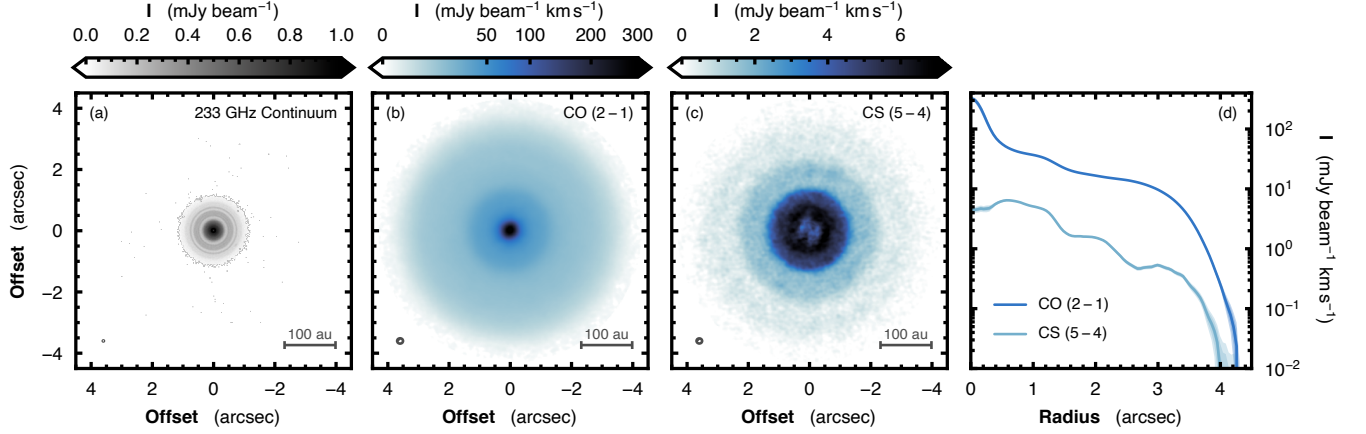 I (mJy beam⁻¹)
0.0 0.2 0.4 0.6 0.8 1.0
I (mJy beam⁻¹ km s⁻¹)
0 50 100 200 300
I (mJy beam⁻¹ km s⁻¹)
0 2 4 6
(a) 233 GHz Continuum
(b) CO (2 – 1)
(c) CS (5 – 4)
(d)
4
2
0
−2
−4
Offset (arcsec)
100 au
100 au
100 au
CO (2 – 1)
CS (5 – 4)
10²
10¹
10⁰
10⁻¹
10⁻²
I (mJy beam⁻¹ km s⁻¹)
4 2 0 −2 −4
4 2 0 −2 −4
4 2 0 −2 −4
0 1 2 3 4
Offset (arcsec)
Offset (arcsec)
Offset (arcsec)
Radius (arcsec)